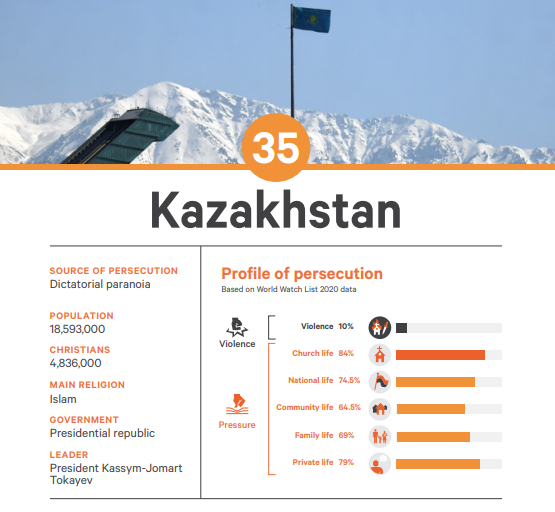 35
Kazakhstan
SOURCE OF PERSECUTION
Dictatorial paranoia
POPULATION
18,593,000
CHRISTIANS
4,836,000
MAIN RELIGION
Islam
GOVERNMENT
Presidential republic
LEADER
President Kassym-Jomart
Tokayev
Profile of persecution
Based on World Watch List 2020 data
Violence
Violence 10%
Pressure
Church life 84%
National life 74.5%
Community life 64.5%
Family life 69%
Private life 79%